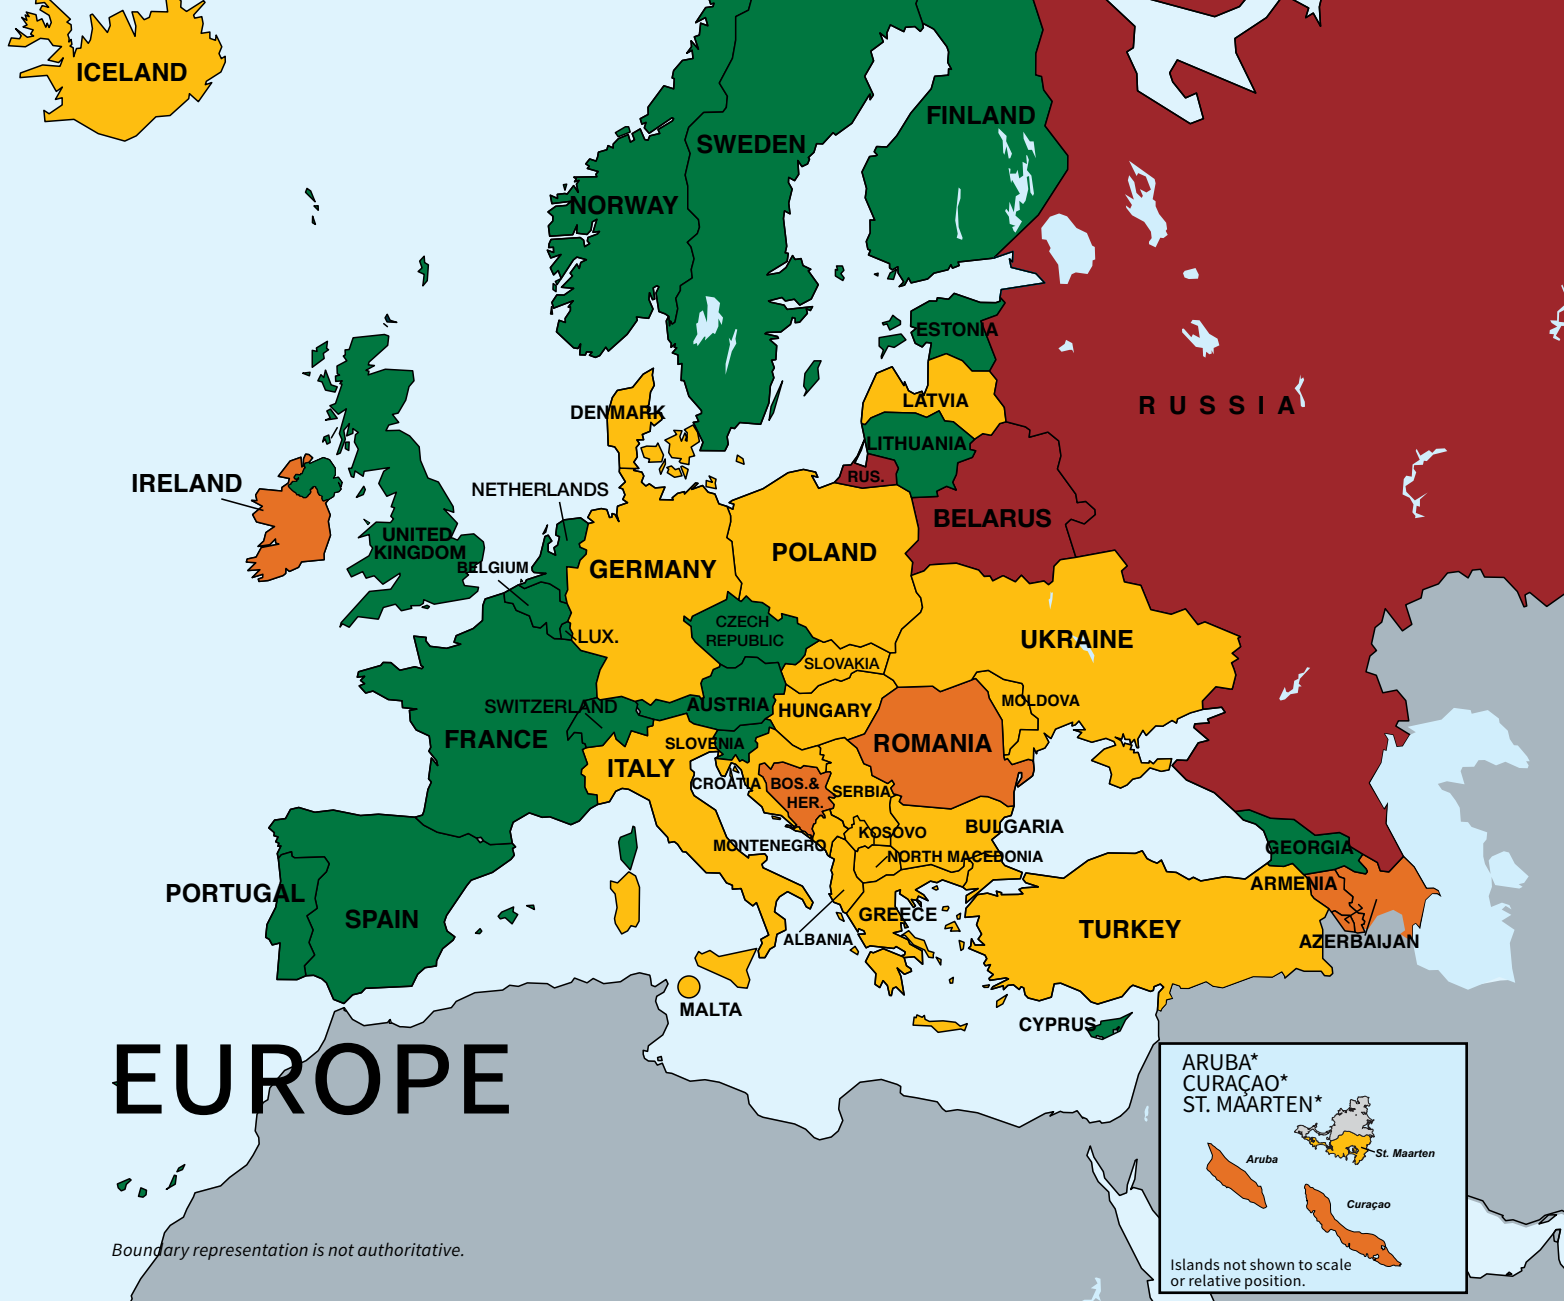 ICELAND
FINLAND
SWEDEN
NORWAY
ESTONIA
RUSSIA
LATVIA
DENMARK
LITHUANIA
RUS.
IRELAND
NETHERLANDS
BELARUS
UNITED
KINGDOM
BELGIUM
GERMANY
POLAND
CZECH
REPUBLIC
LUX.
UKRAINE
SLOVAKIA
SWITZERLAND
AUSTRIA
HUNGARY
MOLDOVA
FRANCE
SLOVENIA
ROMANIA
ITALY
CROATIA
BOS.&
HER.
SERBIA
KOSOVO
BULGARIA
MONTENEGRO
NORTH MACEDONIA
GEORGIA
ARMENIA
PORTUGAL
SPAIN
GREECE
TURKEY
ALBANIA
AZERBAIJAN
MALTA
CYPRUS
EUROPE
ARUBA*
CURAÇAO*
ST. MAARTEN*
St. Maarten
Aruba
Curaçao
Islands not shown to scale
or relative position.
Boundary representation is not authoritative.